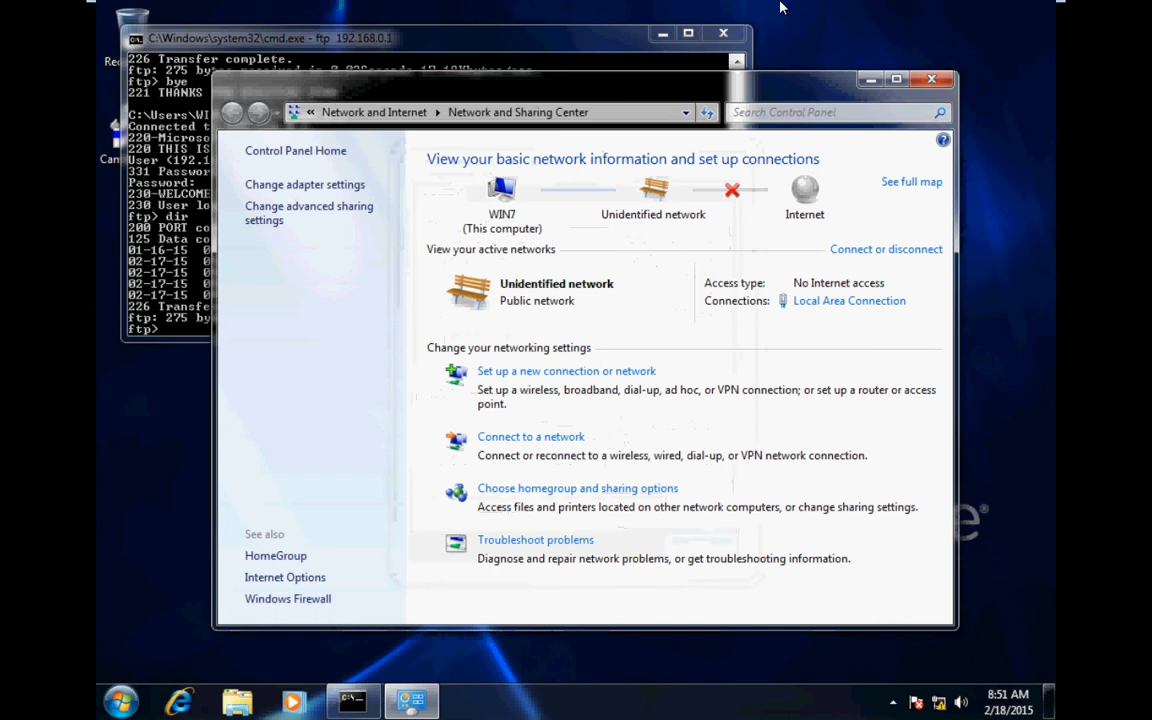 C:\Windows\system32\cmd.exe - ftp 192.168.0.1
226 Transfer complete.
ftp: 275
ftp> bye
221 THANKS
C:\Users\WI
Connected t
220-Microso
220 THIS IS
User (192.1
331 Passwor
Password:
230-WELCOME
230 User lo
ftp> dir
200 PORT co
125 Data co
01-16-15 0
02-17-15 0
02-17-15 0
02-17-15 0
02-17-15 0
226 Transfe
ftp: 275 by
ftp>
« Network and Internet Network and Sharing Center
Search Control Panel
Control Panel Home
Change adapter settings
Change advanced sharing
settings
See also
HomeGroup
Internet Options
Windows Firewall
View your basic network information and set up connections
See full map
WIN7
(This computer)
Unidentified network
Internet
View your active networks
Connect or disconnect
Unidentified network
Public network
Access type: No Internet access
Connections: Local Area Connection
Change your networking settings
Set up a new connection or network
Set up a wireless, broadband, dial-up, ad hoc, or VPN connection; or set up a router or access
point.
Connect to a network
Connect or reconnect to a wireless, wired, dial-up, or VPN network connection.
Choose homegroup and sharing options
Access files and printers located on other network computers, or change sharing settings.
Troubleshoot problems
Diagnose and repair network problems, or get troubleshooting information.
8:51 AM
2/18/2015